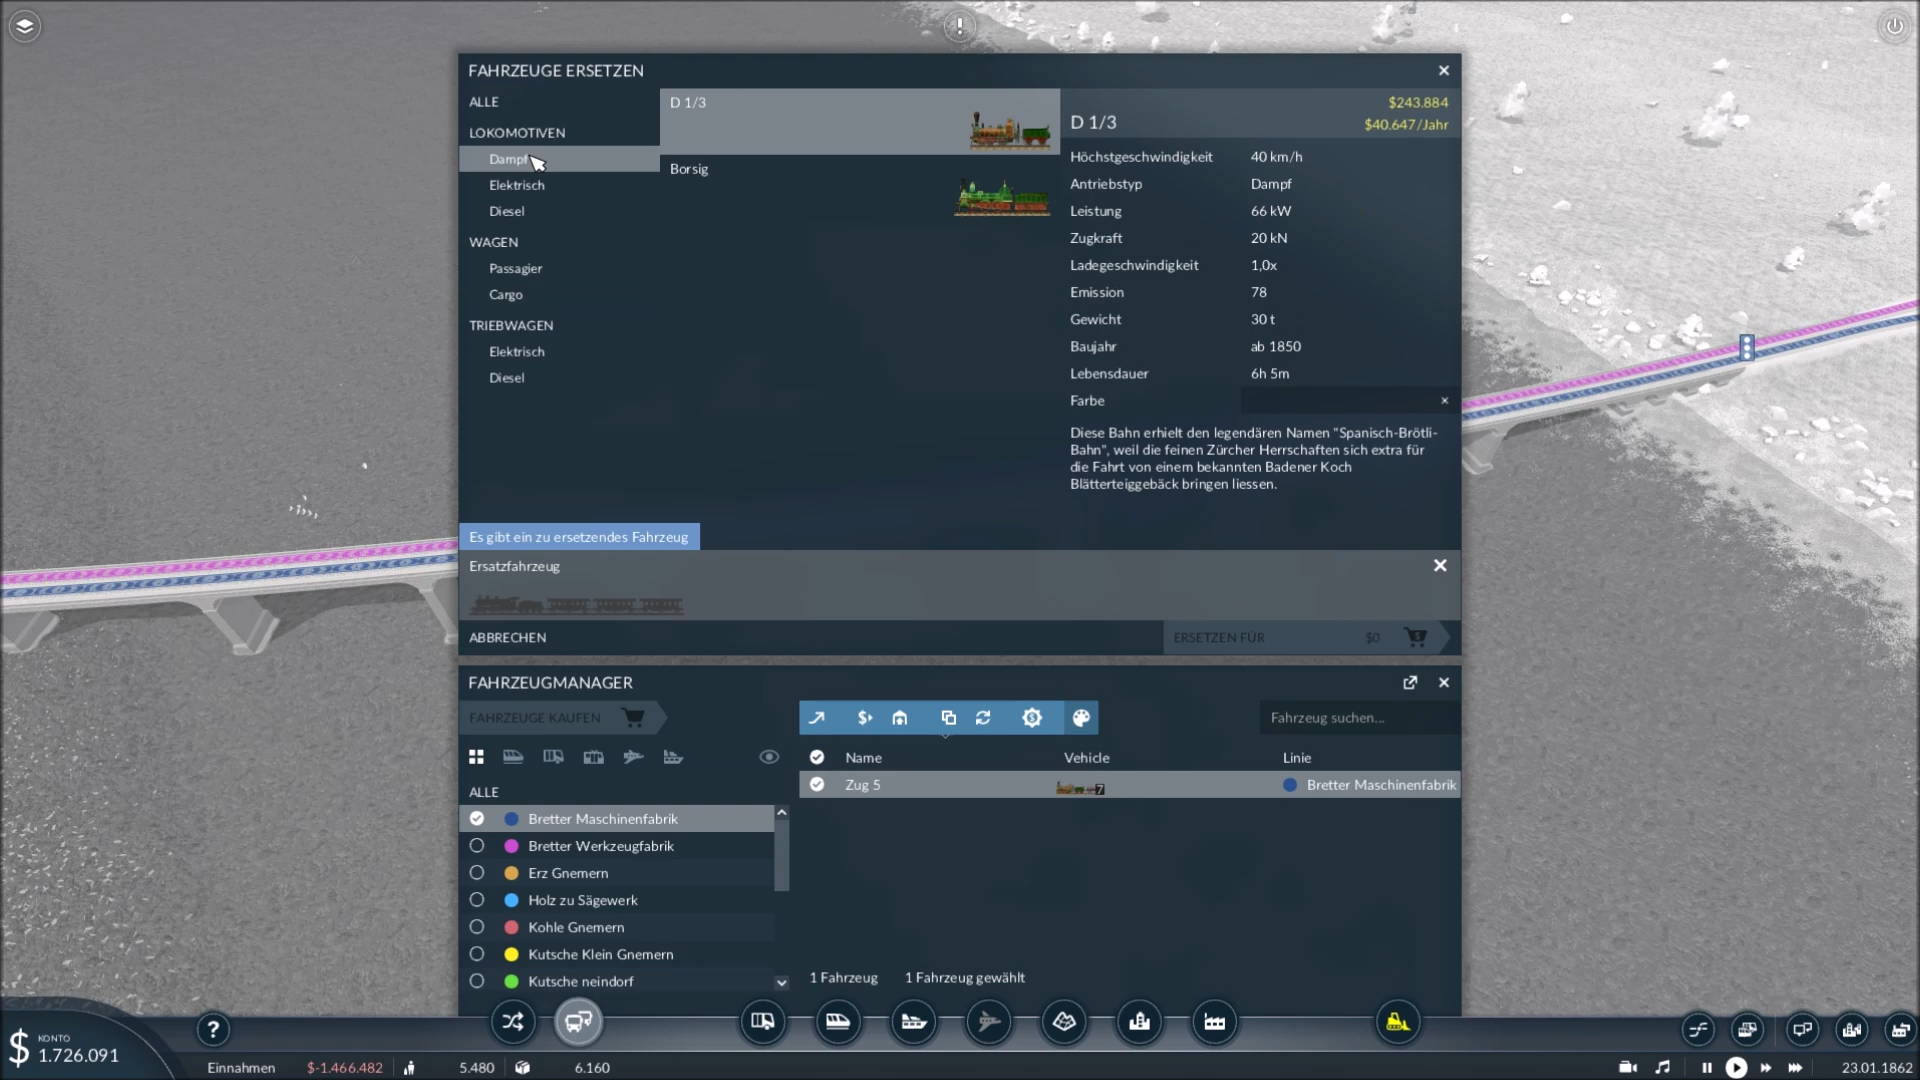 FAHRZEUGE ERSETZEN
ALLE
LOKOMOTIVEN
Dampf
Elektrisch
Diesel
WAGEN
Passagier
Cargo
TRIEBWAGEN
Elektrisch
Diesel
D 1/3
Borsig
$243.884
D 1/3
$40.647/Jahr
Höchstgeschwindigkeit 40 km/h
Antriebstyp Dampf
Leistung 66 kW
Zugkraft 20 kN
Ladegeschwindigkeit 1,0x
Emission 78
Gewicht 30 t
Baujahr ab 1850
Lebensdauer 6h 5m
Farbe
Diese Bahn erhielt den legendären Namen "Spanisch-Brötli-
Bahn", weil die feinen Zürcher Herrschaften sich extra für
die Fahrt von einem bekannten Badener Koch
Blätterteiggebäck bringen liessen.
Es gibt ein zu ersetzendes Fahrzeug
Ersatzfahrzeug
ABBRECHEN
ERSETZEN FÜR $0
FAHRZEUGMANAGER
FAHRZEUGE KAUFEN
Fahrzeug suchen...
ALLE
Bretter Maschinenfabrik
Bretter Werkzeugfabrik
Erz Gnemern
Holz zu Sägewerk
Kohle Gnemern
Kutsche Klein Gnemern
Kutsche neindorf
Name Vehicle Linie
Zug 5 7 Bretter Maschinenfabrik
1 Fahrzeug 1 Fahrzeug gewählt
$ KONTO
1.726.091
?
Einnahmen $-1.466.482 5.480 6.160
23.01.1862